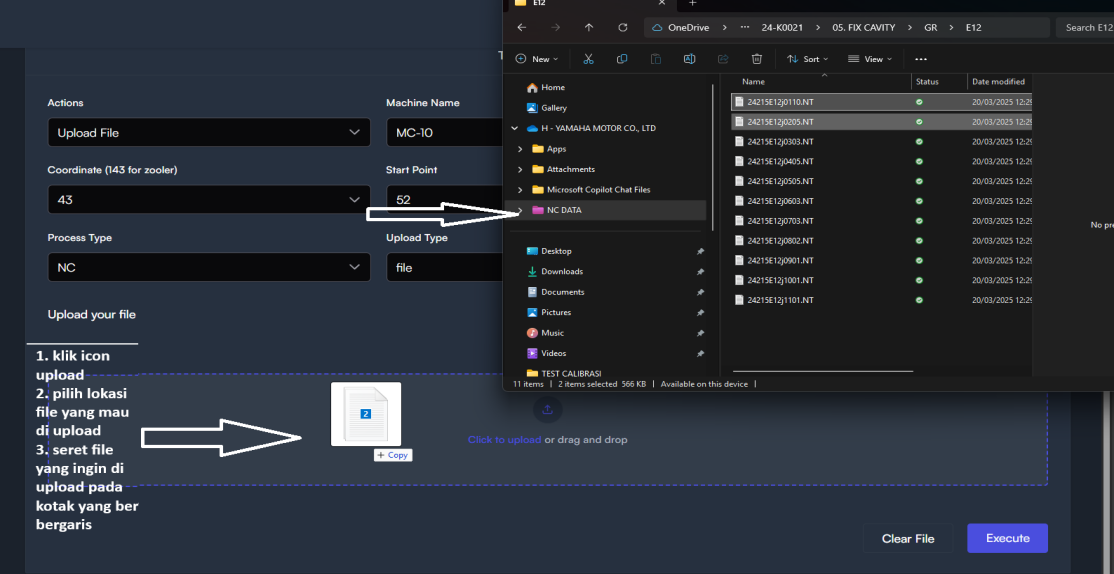 E12
OneDrive > ... 24-K0021 > 05. FIX CAVITY > GR > E12
Search E12
New
Sort
View
...
Name Status Date modified
Home
Gallery
H - YAMAHA MOTOR CO., LTD
Apps
Attachments
Microsoft Copilot Chat Files
NC DATA
Desktop
Downloads
Documents
Pictures
Music
Videos
TEST CALIBRASI
24215E12j0110.NT 20/03/2025 12:29
24215E12j0205.NT 20/03/2025 12:29
24215E12j0303.NT 20/03/2025 12:29
24215E12j0405.NT 20/03/2025 12:29
24215E12j0505.NT 20/03/2025 12:29
24215E12j0603.NT 20/03/2025 12:29
24215E12j0703.NT 20/03/2025 12:29
24215E12j0802.NT 20/03/2025 12:29
24215E12j0901.NT 20/03/2025 12:29
24215E12j1001.NT 20/03/2025 12:29
24215E12j1101.NT 20/03/2025 12:29
No pre
11 items | 2 items selected 566 KB | Available on this device |
Actions
Upload File
Machine Name
MC-10
Coordinate (143 for zooler)
43
Start Point
52
Process Type
NC
Upload Type
file
Upload your file
1. klik icon
upload
2. pilih lokasi
file yang mau
di upload
3. seret file
yang ingin di
upload pada
kotak yang ber
bergaris
2
+ Copy
Click to upload or drag and drop
Clear File
Execute